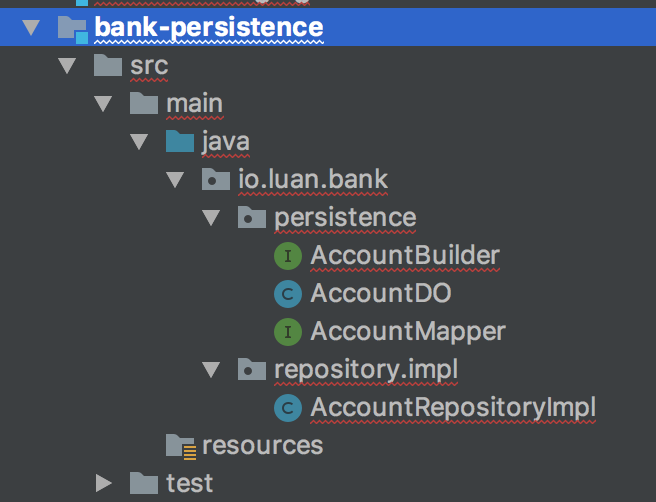 bank-persistence
src
main
java
io.luan.bank
persistence
I AccountBuilder
C AccountDO
I AccountMapper
repository.impl
C AccountRepositoryImpl
resources
test